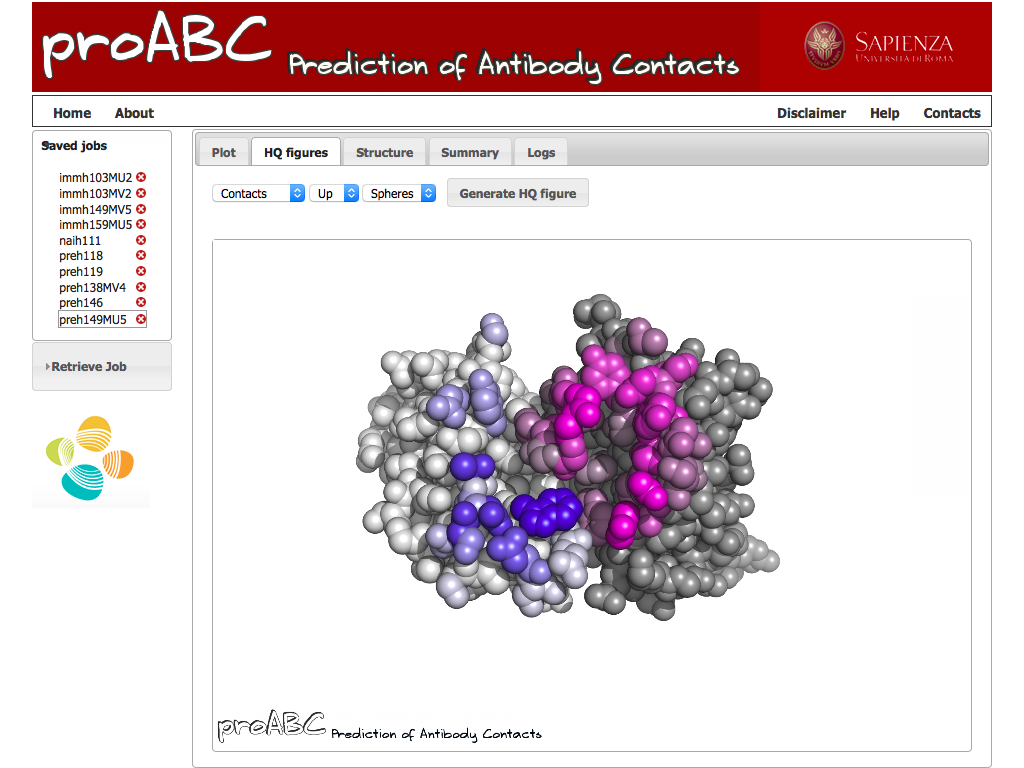 proABC Prediction of Antibody Contacts
SAPIENZA
UNIVERSITÀ DI ROMA
Home About Disclaimer Help Contacts
Saved jobs
immh103MU2
immh103MV2
immh149MV5
immh159MU5
naih111
preh118
preh119
preh138MV4
preh146
preh149MU5
Retrieve Job
Plot HQ figures Structure Summary Logs
Contacts Up Spheres Generate HQ figure
proABC Prediction of Antibody Contacts